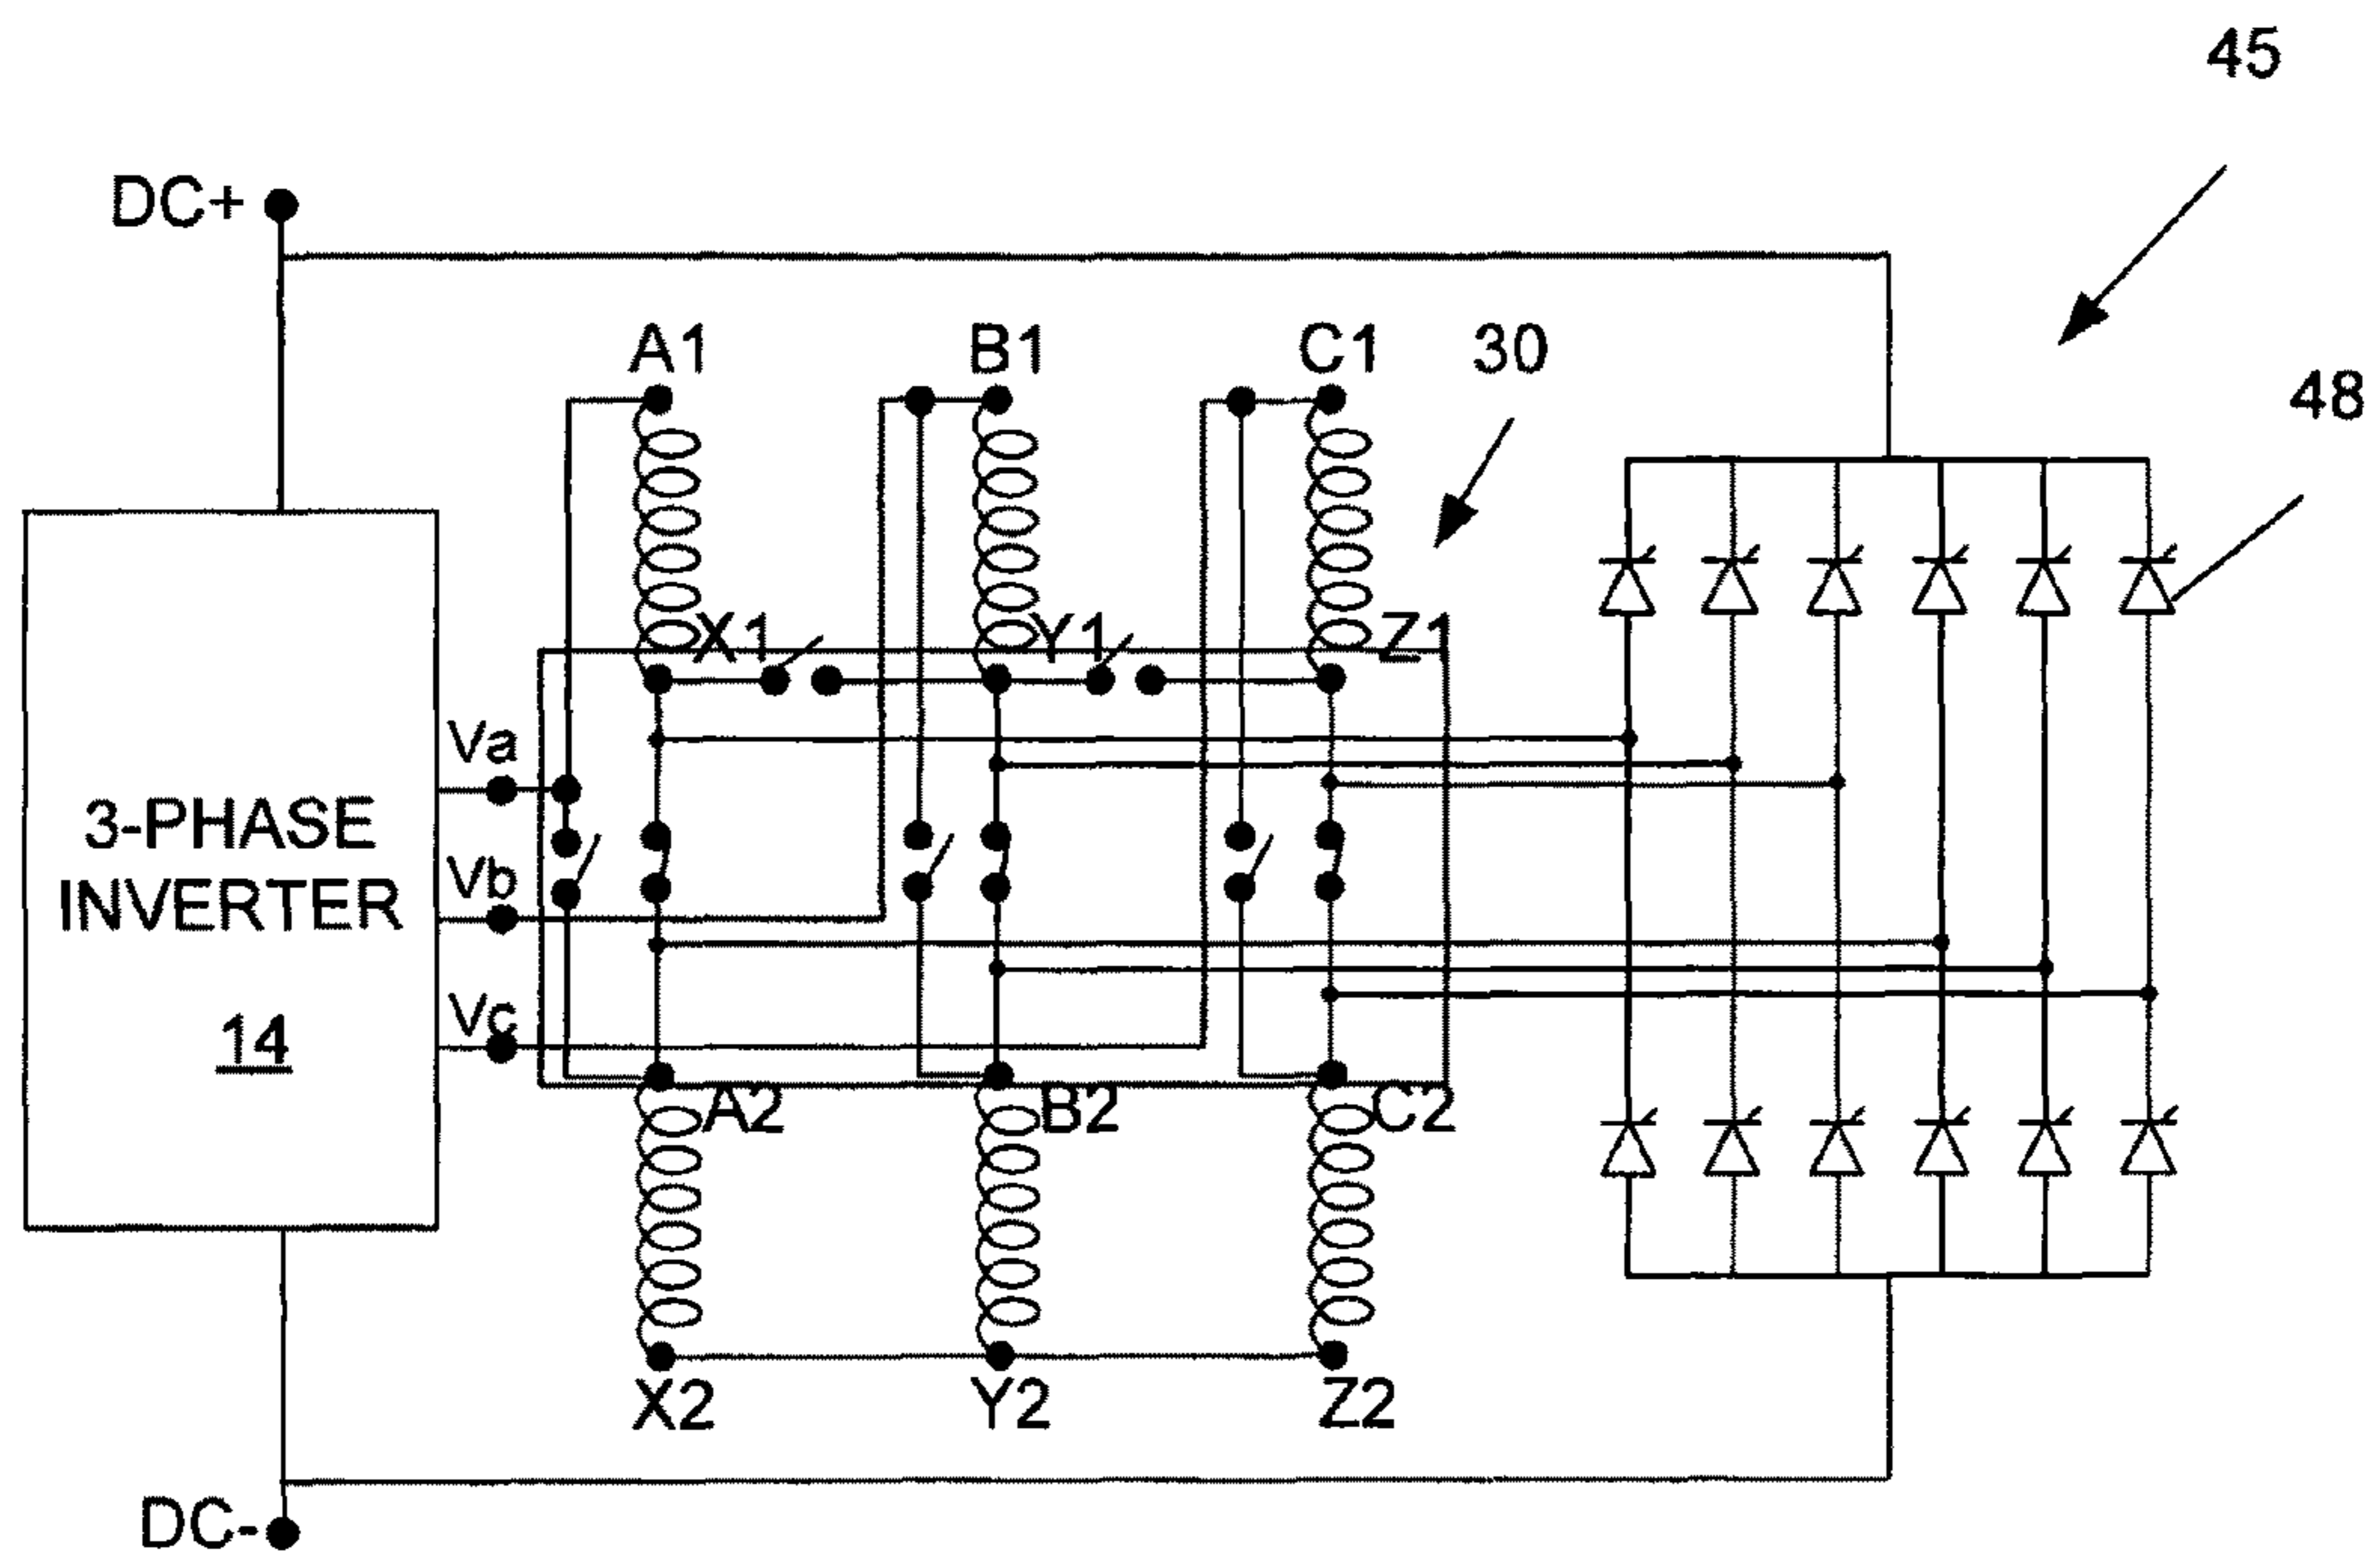 45
DC+
A1
B1
C1
30
48
X1
Y1
Z1
Va
3-PHASE
INVERTER
14
Vb
Vc
A2
B2
C2
X2
Y2
Z2
DC-